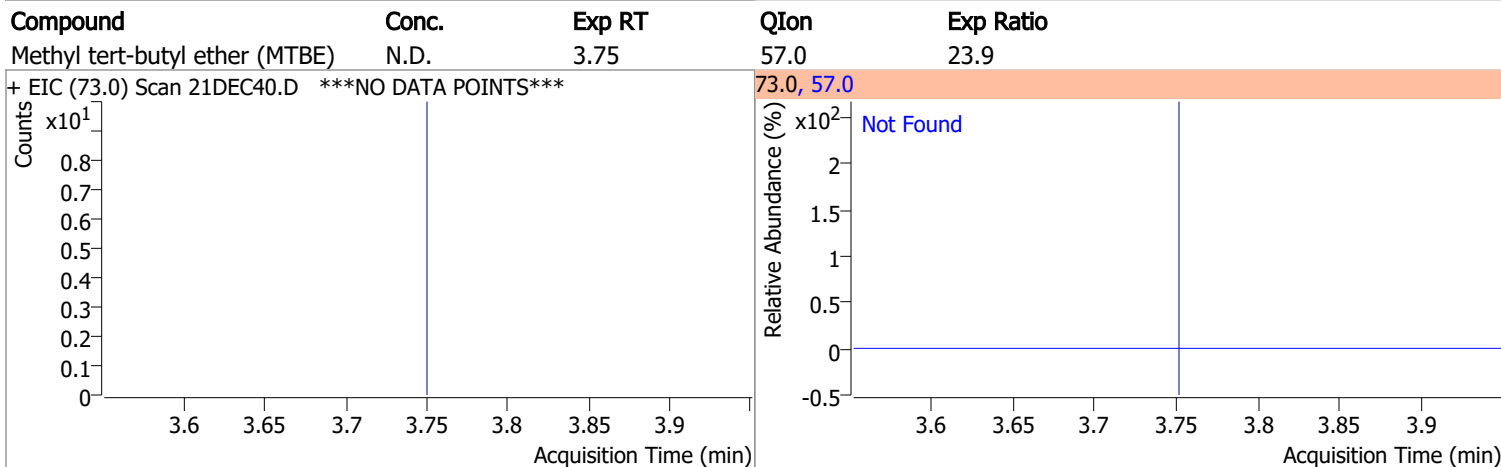 Compound Conc. Exp RT QIon Exp Ratio
Methyl tert-butyl ether (MTBE) N.D. 3.75 57.0 23.9
+ EIC (73.0) Scan 21DEC40.D ***NO DATA POINTS***
Counts
x10¹
0.8
0.7
0.6
0.5
0.4
0.3
0.2
0.1
0
3.6 3.65 3.7 3.75 3.8 3.85 3.9
Acquisition Time (min)
73.0, 57.0
Relative Abundance (%)
x10²
Not Found
2
1.5
1
0.5
0
-0.5
3.6 3.65 3.7 3.75 3.8 3.85 3.9
Acquisition Time (min)